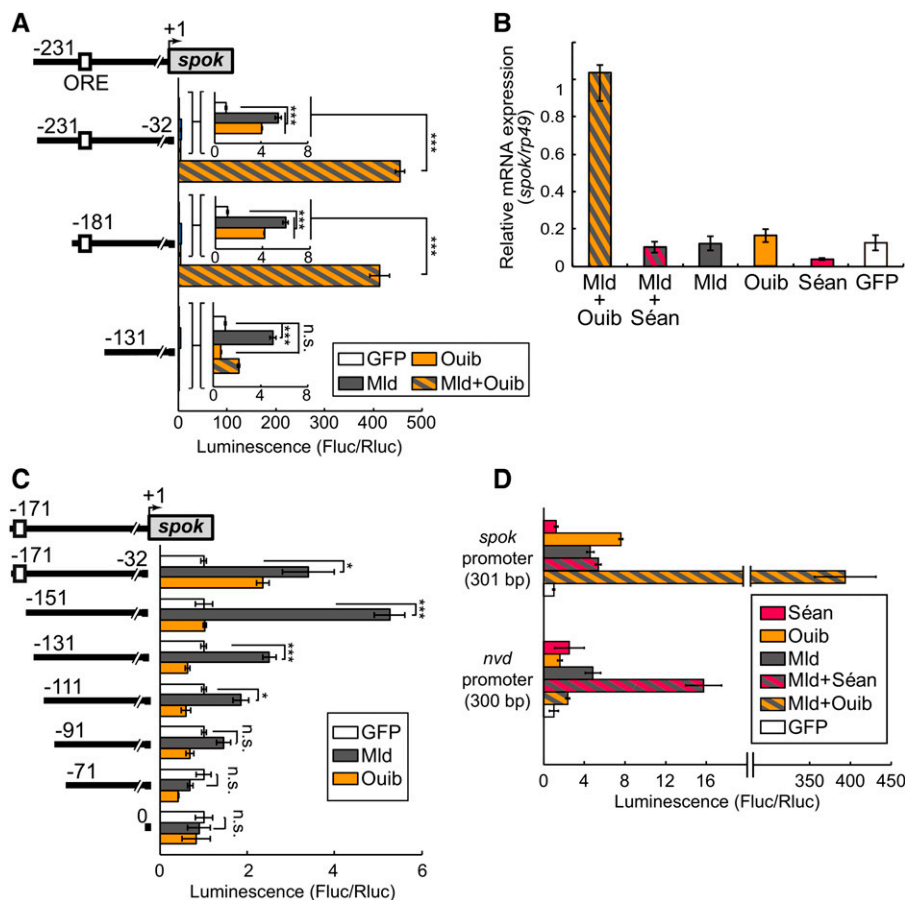 A
+1
-231
spok
ORE
-231
-32
0 4 8
***
***
-181
0 4 8
***
***
-131
0 4 8
***
n.s.
GFP
Ouib
Mld
Mld+Ouib
0 100 200 300 400 500
Luminescence (Fluc/Rluc)
B
Relative mRNA expression
(spok/rp49)
1
0.8
0.6
0.4
0.2
0
Mld + Ouib
Mld + Séan
Mld
Ouib
Séan
GFP
C
+1
-171
spok
-171
-32
*
-151
***
-131
***
-111
*
-91
n.s.
-71
n.s.
0
n.s.
GFP
Mld
Ouib
0 2 4 6
Luminescence (Fluc/Rluc)
D
spok
promoter
(301 bp)
nvd
promoter
(300 bp)
Séan
Ouib
Mld
Mld+Séan
Mld+Ouib
GFP
0 4 8 12 16 350 400 450
Luminescence (Fluc/Rluc)